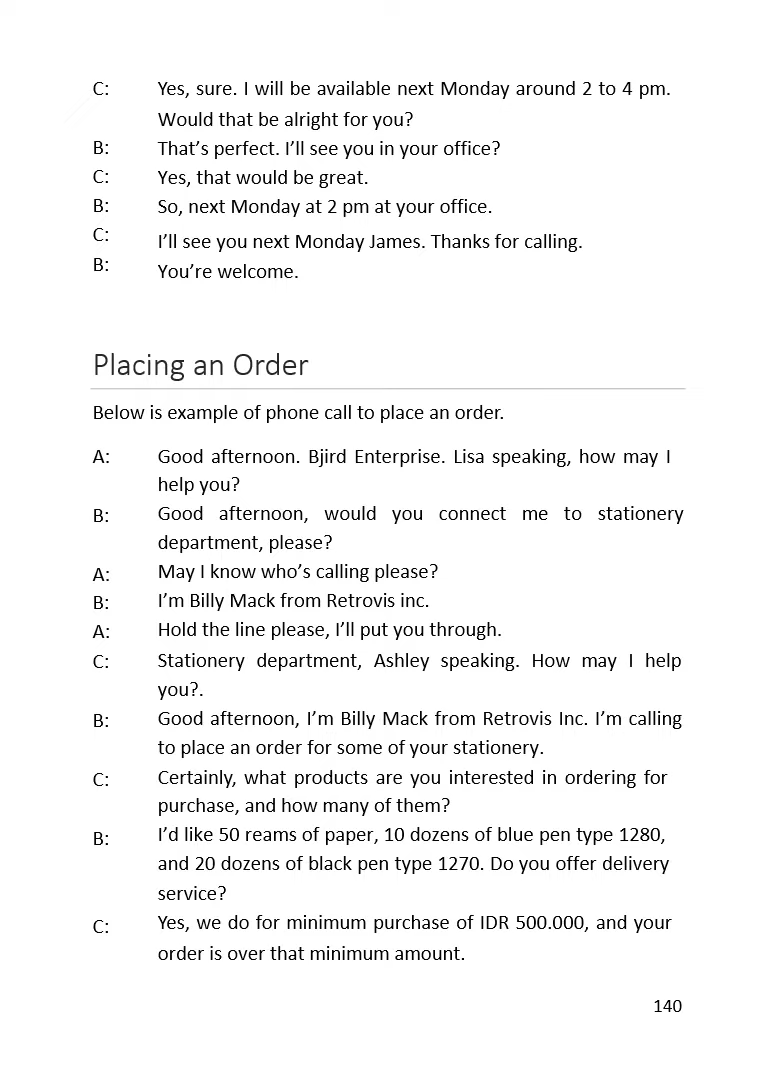 C: Yes, sure. I will be available next Monday around 2 to 4 pm.
Would that be alright for you?
B: That’s perfect. I’ll see you in your office?
C: Yes, that would be great.
B: So, next Monday at 2 pm at your office.
C: I’ll see you next Monday James. Thanks for calling.
B: You’re welcome.
Placing an Order
Below is example of phone call to place an order.
A: Good afternoon. Bjird Enterprise. Lisa speaking, how may I
help you?
B: Good afternoon, would you connect me to stationery
department, please?
A: May I know who’s calling please?
B: I’m Billy Mack from Retrovis inc.
A: Hold the line please, I’ll put you through.
C: Stationery department, Ashley speaking. How may I help
you?.
B: Good afternoon, I’m Billy Mack from Retrovis Inc. I’m calling
to place an order for some of your stationery.
C: Certainly, what products are you interested in ordering for
purchase, and how many of them?
B: I’d like 50 reams of paper, 10 dozens of blue pen type 1280,
and 20 dozens of black pen type 1270. Do you offer delivery
service?
C: Yes, we do for minimum purchase of IDR 500.000, and your
order is over that minimum amount.
140